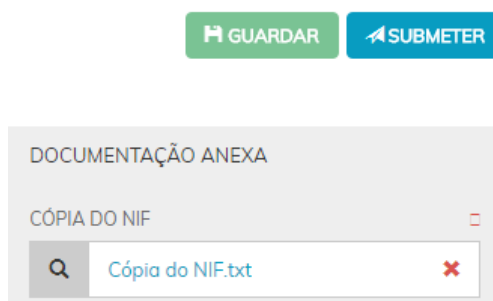 GUARDAR
SUBMETER
DOCUMENTAÇÃO ANEXA
CÓPIA DO NIF
Cópia do NIF.txt